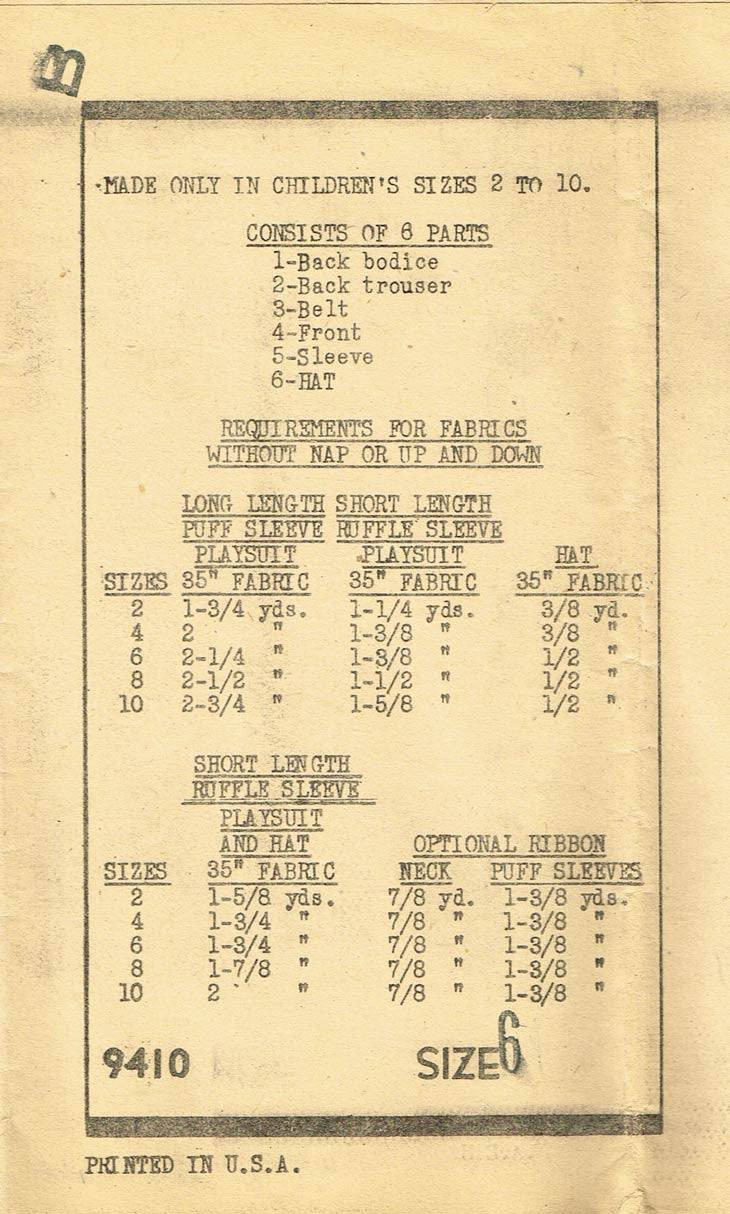 B
MADE ONLY IN CHILDREN'S SIZES 2 TO 10.
CONSISTS OF 6 PARTS
1-Back bodice
2-Back trouser
3-Belt
4-Front
5-Sleeve
6-HAT
REQUIREMENTS FOR FABRICS
WITHOUT NAP OR UP AND DOWN
LONG LENGTH SHORT LENGTH
PUFF SLEEVE RUFFLE SLEEVE
PLAYSUIT PLAYSUIT HAT
SIZES 35" FABRIC 35" FABRIC 35" FABRIC
2 1-3/4 yds. 1-1/4 yds. 3/8 yd.
4 2 " 1-3/8 " 3/8 "
6 2-1/4 " 1-3/8 " 1/2 "
8 2-1/2 " 1-1/2 " 1/2 "
10 2-3/4 " 1-5/8 " 1/2 "
SHORT LENGTH
RUFFLE SLEEVE
PLAYSUIT
AND HAT OPTIONAL RIBBON
SIZES 35" FABRIC NECK PUFF SLEEVES
2 1-5/8 yds. 7/8 yd. 1-3/8 yds.
4 1-3/4 " 7/8 " 1-3/8 "
6 1-3/4 " 7/8 " 1-3/8 "
8 1-7/8 " 7/8 " 1-3/8 "
10 2 " 7/8 " 1-3/8 "
9410 SIZE 6
PRINTED IN U.S.A.